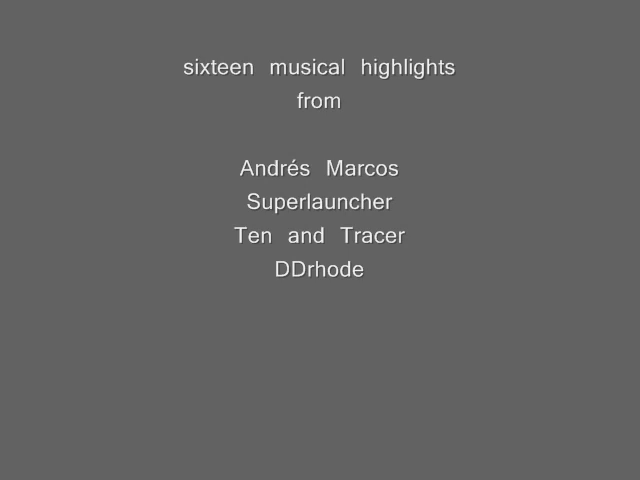 sixteen musical highlights
from
Andrés Marcos
Superlauncher
Ten and Tracer
DDrhode